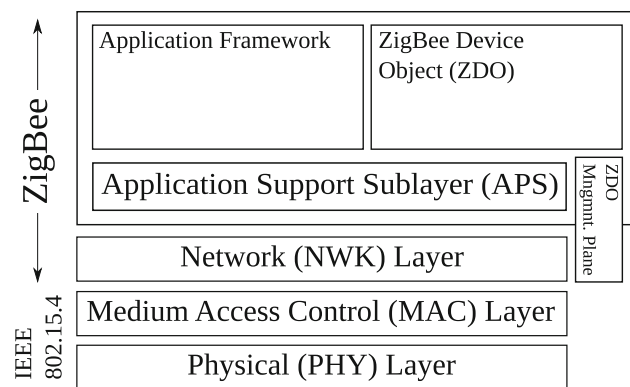 Application Framework
ZigBee Device
Object (ZDO)
ZigBee
Application Support Sublayer (APS)
ZDO
Mngmnt. Plane
Network (NWK) Layer
IEEE
802.15.4
Medium Access Control (MAC) Layer
Physical (PHY) Layer